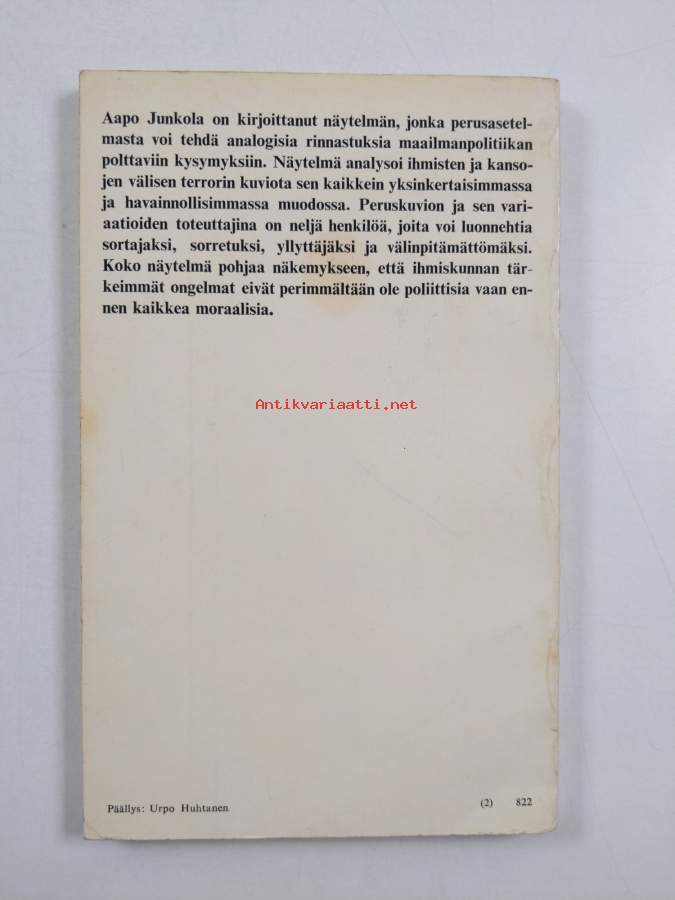 Aapo Junkola on kirjoittanut näytelmän, jonka perusasetel-
masta voi tehdä analogisia rinnastuksia maailmanpolitiikan
polttaviin kysymyksiin. Näytelmä analysoi ihmisten ja kanso-
jen välisen terrorin kuviota sen kaikkein yksinkertaisimmassa
ja havainnollisimmassa muodossa. Peruskuvion ja sen vari-
aatioiden toteuttajina on neljä henkilöä, joita voi luonnehtia
sortajaksi, sorretuksi, yllyttäjäksi ja välinpitämättömäksi.
Koko näytelmä pohjaa näkemykseen, että ihmiskunnan tär-
keimmät ongelmat eivät perimmältään ole poliittisia vaan en-
nen kaikkea moraalisia.
Antikvariaatti.net
Päällys: Urpo Huhtanen (2) 822